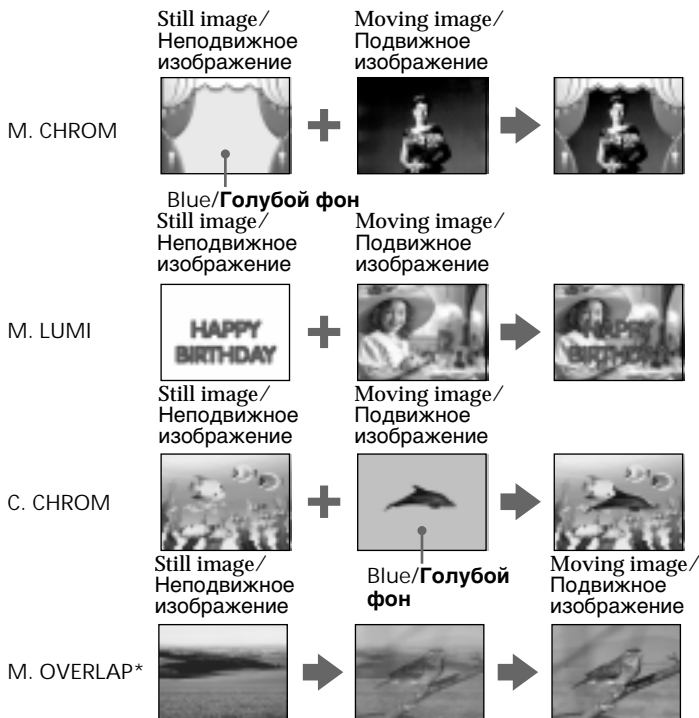 Still image/
Неподвижное
изображение
Moving image/
Подвижное
изображение
M. CHROM
Blue/Голубой фон
Still image/
Неподвижное
изображение
Moving image/
Подвижное
изображение
M. LUMI
HAPPY
BIRTHDAY
HAPPY
BIRTHDAY
Still image/
Неподвижное
изображение
Moving image/
Подвижное
изображение
C. CHROM
Blue/Голубой
фон
Still image/
Неподвижное
изображение
Moving image/
Подвижное
изображение
M. OVERLAP*